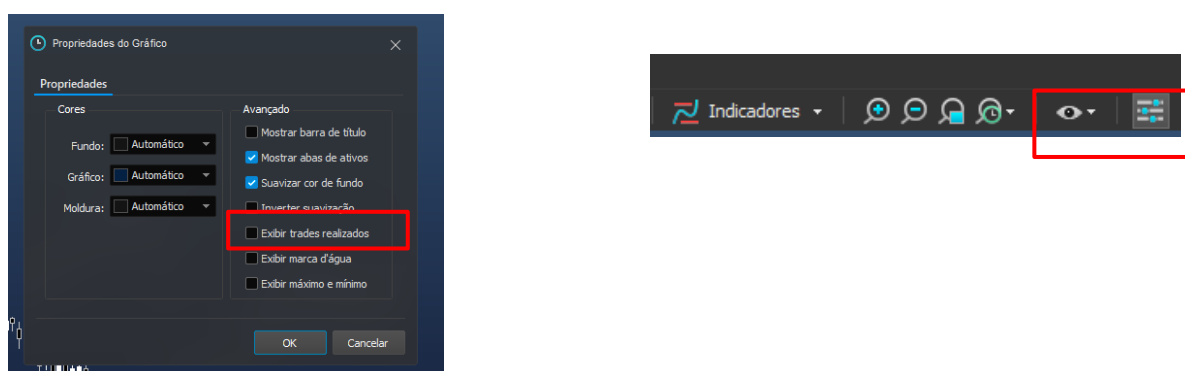 Propriedades do Gráfico
Propriedades
Cores
Fundo: Automático
Gráfico: Automático
Moldura: Automático
Avançado
Mostrar barra de título
Mostrar abas de ativos
Suavizar cor de fundo
Inverter suavização
Exibir trades realizados
Exibir marca d'água
Exibir máximo e mínimo
OK Cancelar
Indicadores